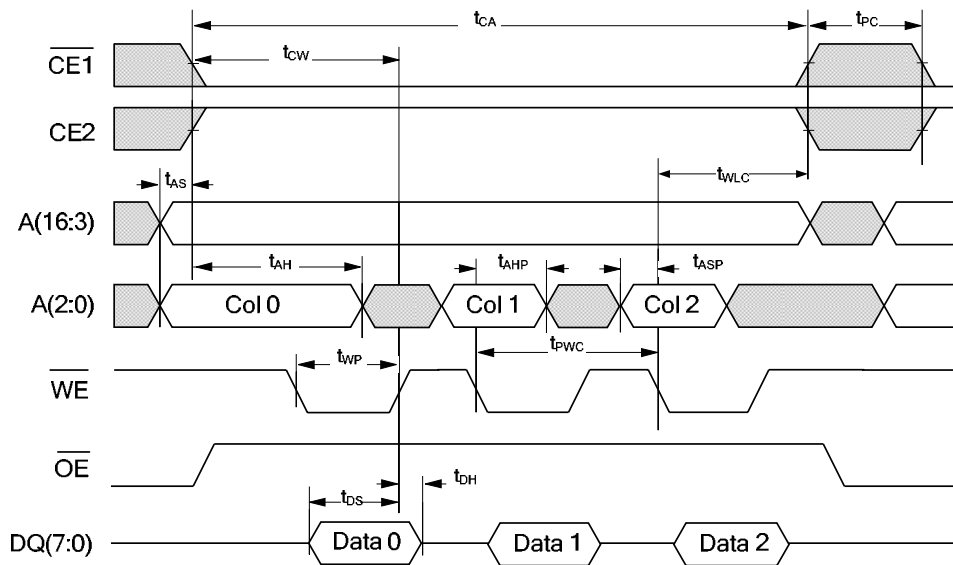 tCA
tPC
tCW
CE1
CE2
tAS
tWLC
A(16:3)
tAH
tAHP
tASP
A(2:0)
Col 0
Col 1
Col 2
tWP
tPWC
WE
OE
tDS
tDH
DQ(7:0)
Data 0
Data 1
Data 2